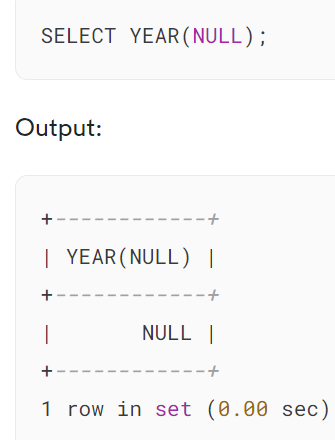 SELECT YEAR(NULL);
Output:
+------------+
| YEAR(NULL) |
+------------+
|       NULL |
+------------+
1 row in set (0.00 sec)